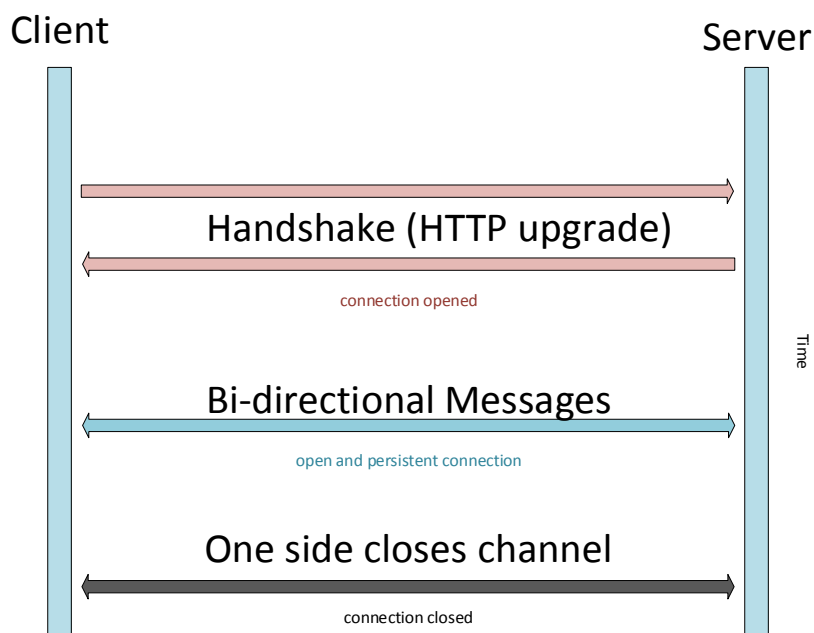 Client
Server
Handshake (HTTP upgrade)
connection opened
Time
Bi-directional Messages
open and persistent connection
One side closes channel
connection closed